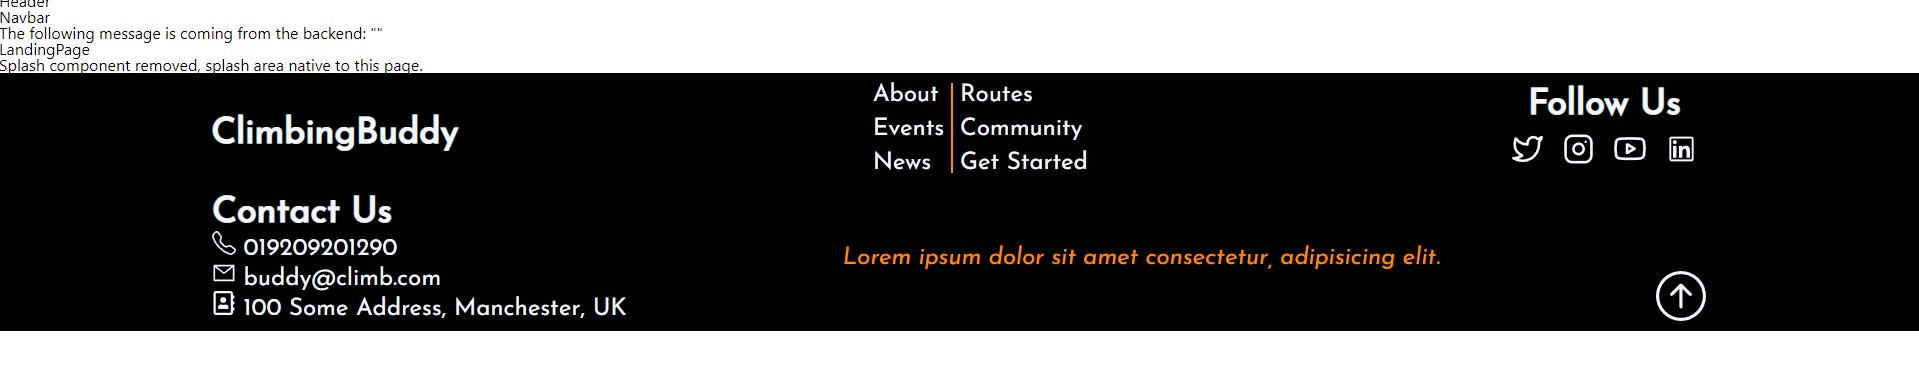 Header
Navbar
The following message is coming from the backend: ""
LandingPage
Splash component removed, splash area native to this page.
ClimbingBuddy
About
Events
News
Routes
Community
Get Started
Follow Us
in
Contact Us
019209201290
buddy@climb.com
100 Some Address, Manchester, UK
Lorem ipsum dolor sit amet consectetur, adipisicing elit.